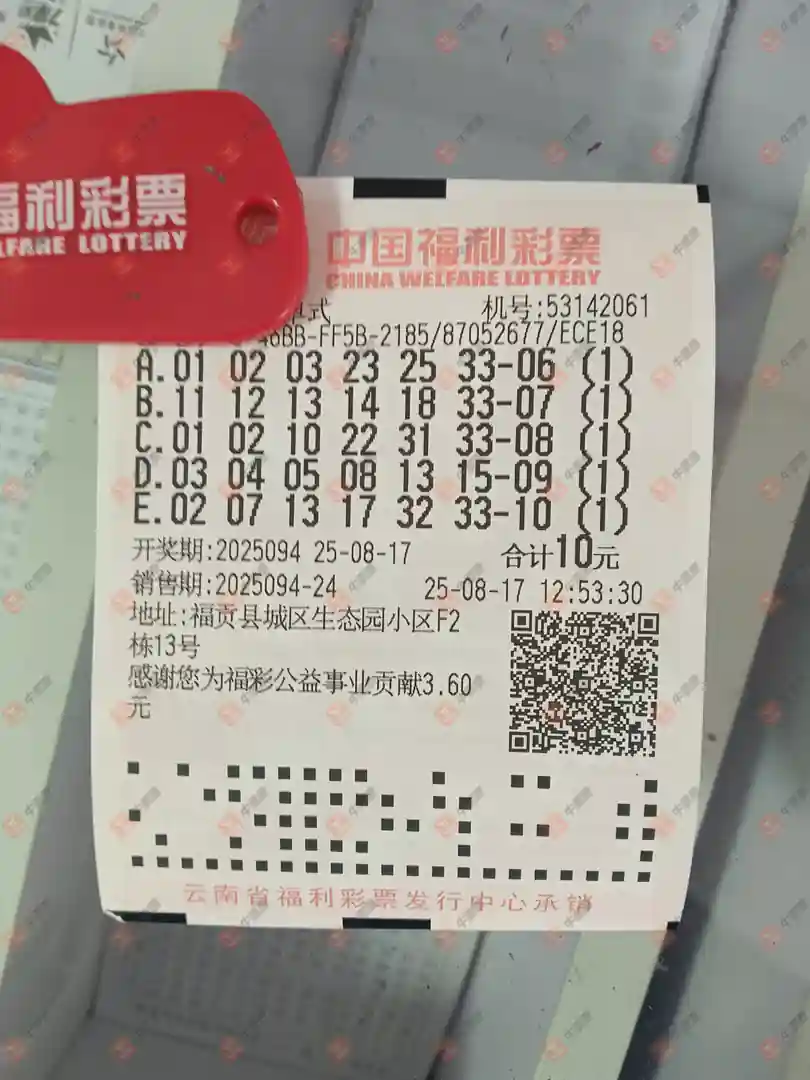 福利彩票
LFARE LOTTERY
中国福利彩票
CHINA WELFARE LOTTERY
单式 机号:53142061
46BB-FF5B-2185/87052677/ECE18
A.01 02 03 23 25 33-06 (1)
B.11 12 13 14 18 33-07 (1)
C.01 02 10 22 31 33-08 (1)
D.03 04 05 08 13 15-09 (1)
E.02 07 13 17 32 33-10 (1)
开奖期:2025094 25-08-17 合计10元
销售期:2025094-24 25-08-17 12:53:30
地址:福贡县城区生态园小区F2
栋13号
感谢您为福彩公益事业贡献3.60
元
云南省福利彩票发行中心承销